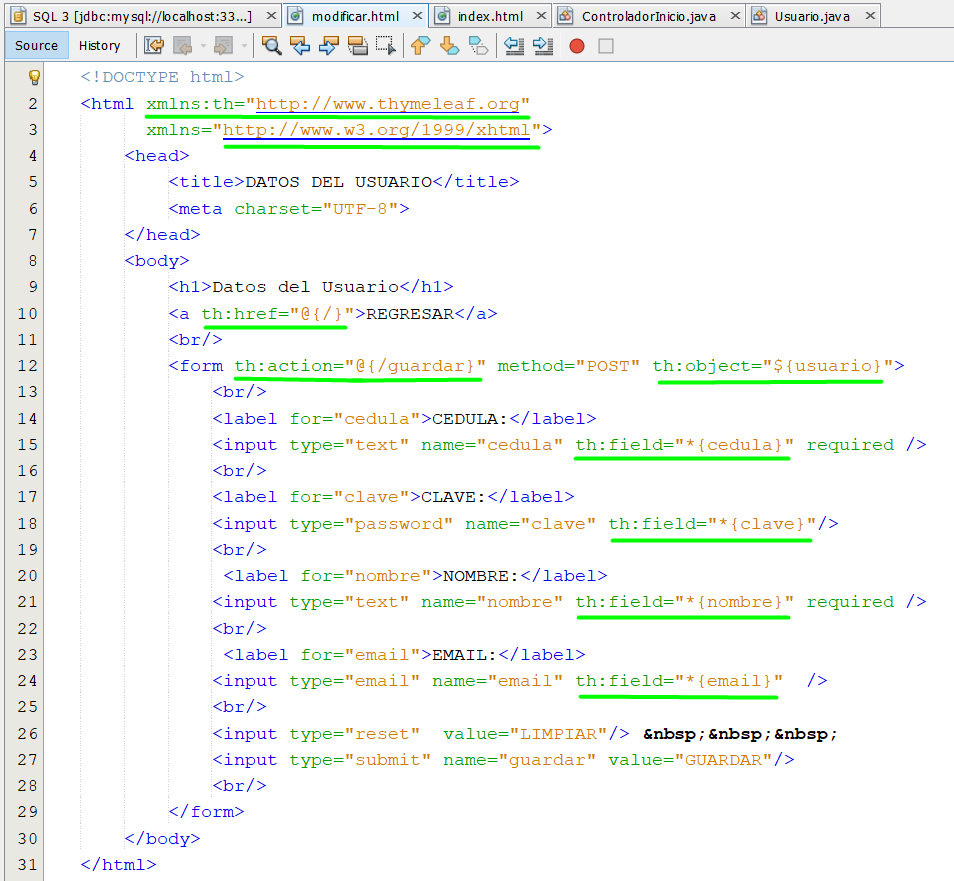 SQL 3 [jdbc:mysql://localhost:33...] modificar.html index.html ControladorInicio.java Usuario.java
Source History
<!DOCTYPE html>
2 <html xmlns:th="http://www.thymeleaf.org"
3 xmlns="http://www.w3.org/1999/xhtml">
4 <head>
5 <title>DATOS DEL USUARIO</title>
6 <meta charset="UTF-8">
7 </head>
8 <body>
9 <h1>Datos del Usuario</h1>
10 <a th:href="@{/}">REGRESAR</a>
11 <br/>
12 <form th:action="@{/guardar}" method="POST" th:object="${usuario}">
13 <br/>
14 <label for="cedula">CEDULA:</label>
15 <input type="text" name="cedula" th:field="*{cedula}" required />
16 <br/>
17 <label for="clave">CLAVE:</label>
18 <input type="password" name="clave" th:field="*{clave}"/>
19 <br/>
20 <label for="nombre">NOMBRE:</label>
21 <input type="text" name="nombre" th:field="*{nombre}" required />
22 <br/>
23 <label for="email">EMAIL:</label>
24 <input type="email" name="email" th:field="*{email}" />
25 <br/>
26 <input type="reset" value="LIMPIAR"/> &nbsp;&nbsp;&nbsp;
27 <input type="submit" name="guardar" value="GUARDAR"/>
28 <br/>
29 </form>
30 </body>
31 </html>